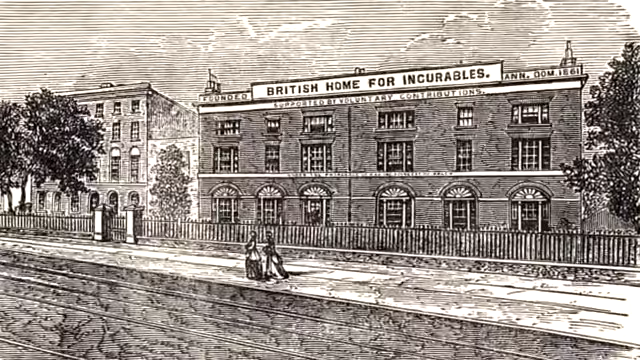 BRITISH HOME FOR INCURABLES.
FOUNDED ANN. DOM. 1861
SUPPORTED BY VOLUNTARY CONTRIBUTIONS.